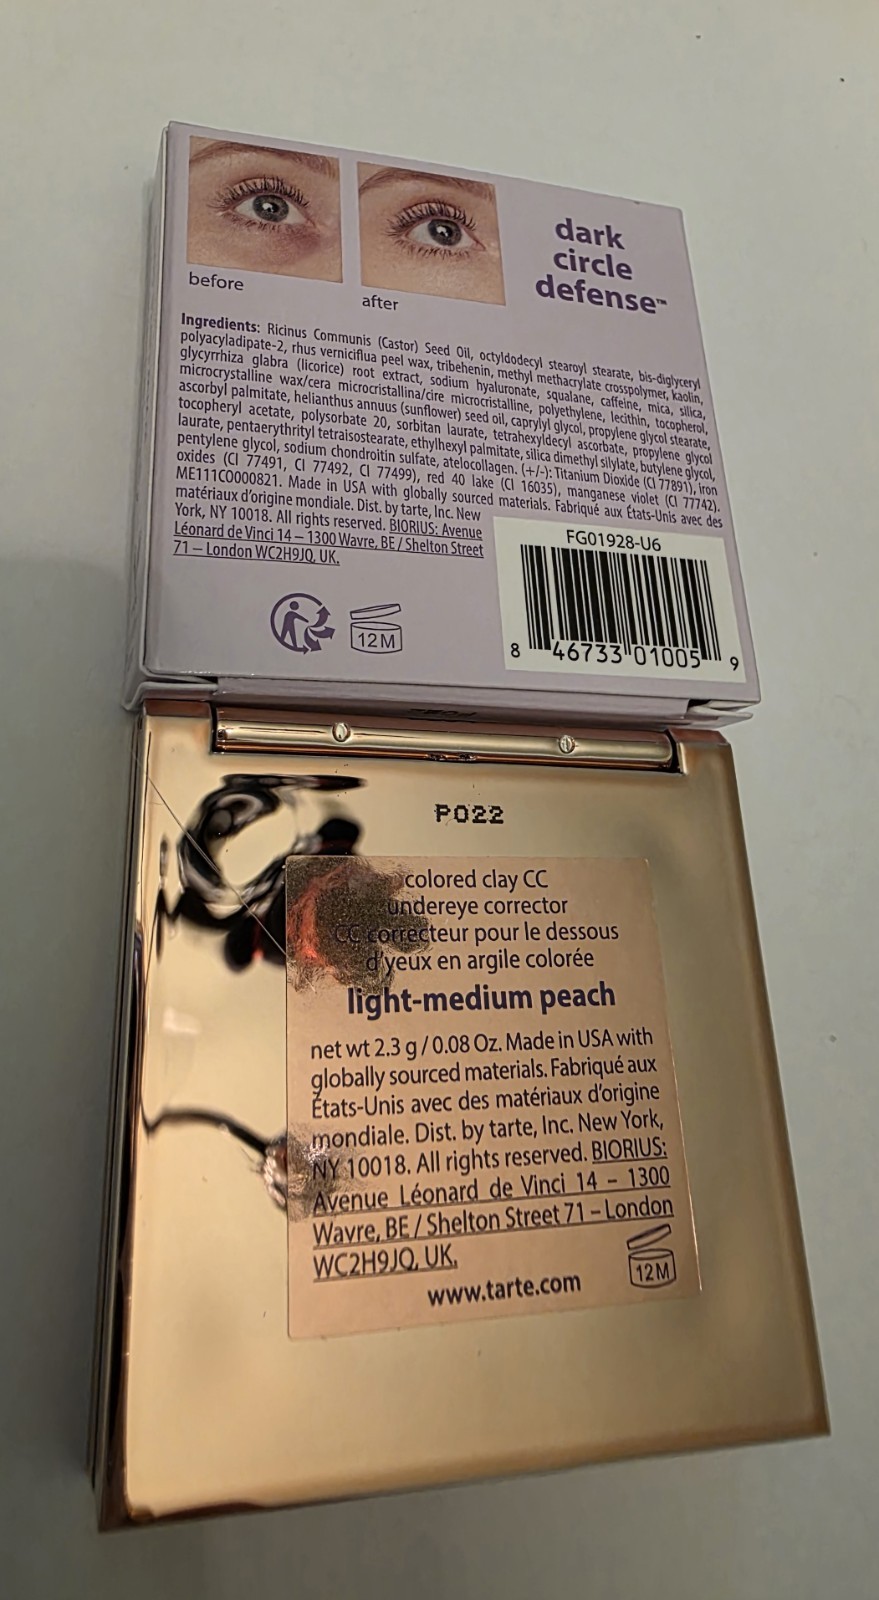 before
after
dark
circle
defense™
Ingredients: Ricinus Communis (Castor) Seed Oil, octyldodecyl stearoyl stearate, bis-diglyceryl
polyacyladipate-2, rhus verniciflua peel wax, tribehenin, methyl methacrylate crosspolymer, kaolin,
glycyrrhiza glabra (licorice) root extract, sodium hyaluronate, squalane, caffeine, mica, silica,
microcrystalline wax/cera microcristallina/cire microcristalline, polyethylene, lecithin, tocopherol,
ascorbyl palmitate, helianthus annuus (sunflower) seed oil, caprylyl glycol, propylene glycol stearate,
tocopheryl acetate, polysorbate 20, sorbitan laurate, tetrahexyldecyl ascorbate, propylene glycol
laurate, pentaerythrityl tetraisostearate, ethylhexyl palmitate, silica dimethyl silylate, butylene glycol,
pentylene glycol, sodium chondroitin sulfate, atelocollagen. (+/-): Titanium Dioxide (CI 77891), iron
oxides (CI 77491, CI 77492, CI 77499), red 40 lake (CI 16035), manganese violet (CI 77742).
ME111C0000821. Made in USA with globally sourced materials. Fabriqué aux États-Unis avec des
matériaux d'origine mondiale. Dist. by tarte, Inc. New
York, NY 10018. All rights reserved. BIORIUS: Avenue
Léonard de Vinci 14 – 1300 Wavre, BE / Shelton Street
71 – London WC2H9JQ, UK.
12M
FG01928-U6
8 46733 01005 9
P022
colored clay CC
undereye corrector
CC correcteur pour le dessous
d'yeux en argile colorée
light-medium peach
net wt 2.3 g / 0.08 Oz. Made in USA with
globally sourced materials. Fabriqué aux
États-Unis avec des matériaux d'origine
mondiale. Dist. by tarte, Inc. New York,
NY 10018. All rights reserved. BIORIUS:
Avenue Léonard de Vinci 14 – 1300
Wavre, BE / Shelton Street 71 – London
WC2H9JQ, UK.
12M
www.tarte.com